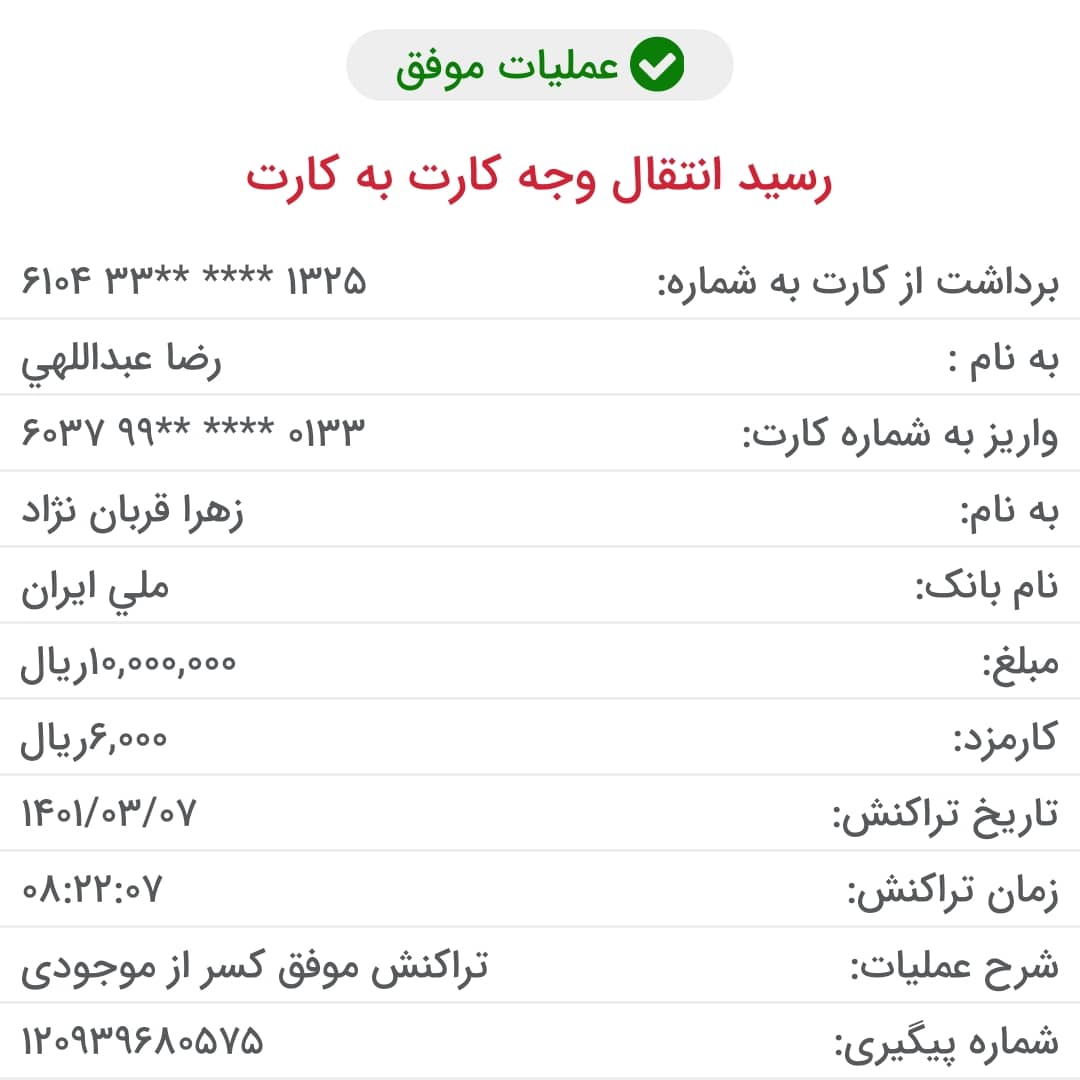 عملیات موفق
رسید انتقال وجه کارت به کارت
برداشت از کارت به شماره: ۶۱۰۴ ۳۳** **** ۱۳۲۵
به نام : رضا عبداللهي
واریز به شماره کارت: ۶۰۳۷ ۹۹** **** ۰۱۳۳
به نام: زهرا قربان نژاد
نام بانک: ملي ایران
مبلغ: ۱۰,۰۰۰,۰۰۰ریال
کارمزد: ۶,۰۰۰ریال
تاریخ تراکنش: ۱۴۰۱/۰۳/۰۷
زمان تراکنش: ۰۸:۲۲:۰۷
شرح عملیات: تراکنش موفق کسر از موجودی
شماره پیگیری: ۱۲۰۹۳۹۶۸۰۵۷۵